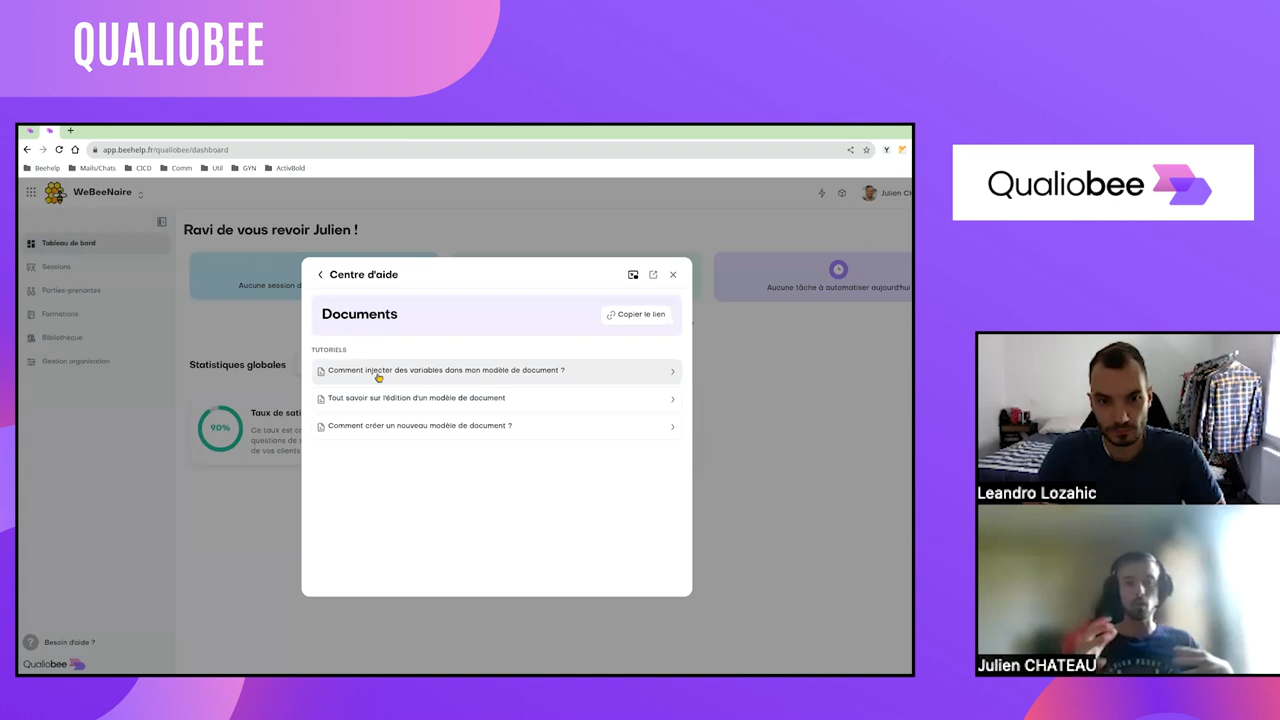 QUALIOBEE
app.beehelp.fr/qualiobee/dashboard
Beehelp
Mails/Chats
CICD
Comm
Util
GYN
ActivBold
WeBeeNaire
Julien CH
Tableau de bord
Sessions
Parties-prenantes
Formations
Bibliothèque
Gestion organisation
Besoin d'aide ?
Qualiobee
Ravi de vous revoir Julien !
Aucune session d
Aucune tâche à automatiser aujourd'hui
Statistiques globales
90%
Taux de sati
Ce taux est co
questions de s
de vos clients
Centre d'aide
Documents
Copier le lien
TUTORIELS
Comment injecter des variables dans mon modèle de document ?
Tout savoir sur l'édition d'un modèle de document
Comment créer un nouveau modèle de document ?
Qualiobee
Leandro Lozahic
Julien CHATEAU